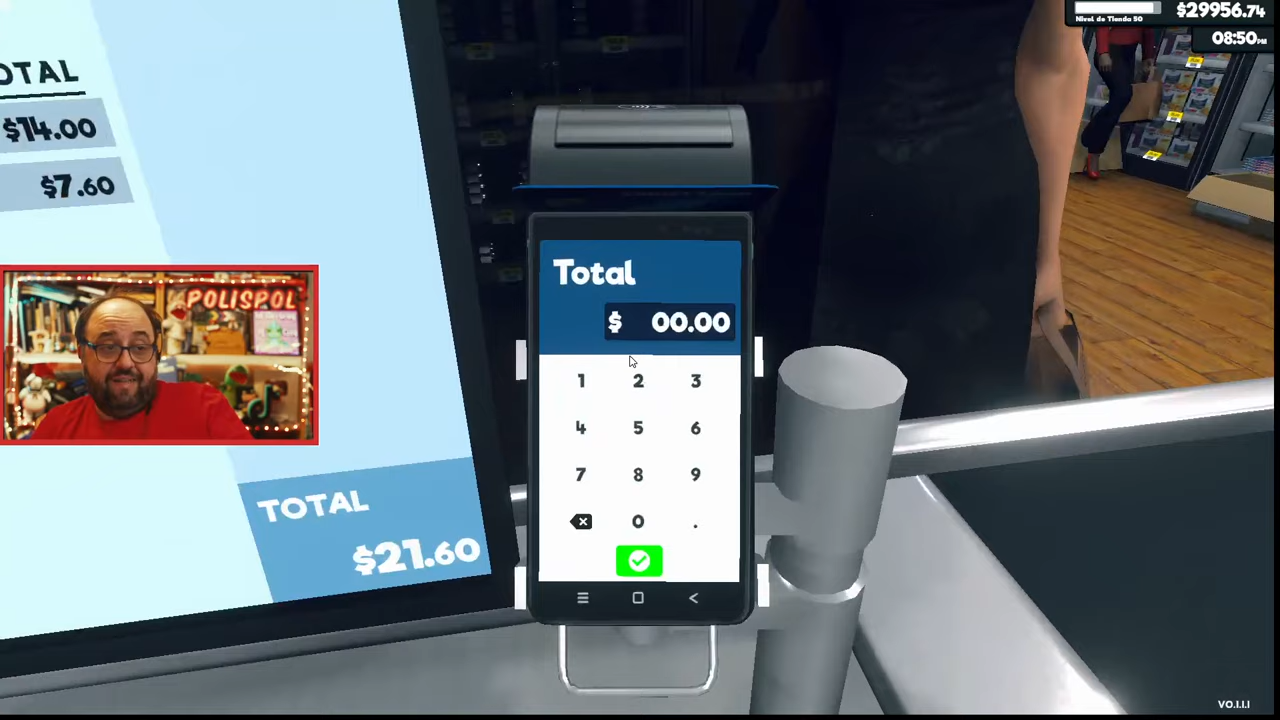 $29956.74
Nivel de Tienda 50
08:50PM
OTAL
$14.00
$7.60
Total
$ 00.00
1 2 3
4 5 6
7 8 9
0 .
POLISPOL
TOTAL
$21.60
V0.1.1.1